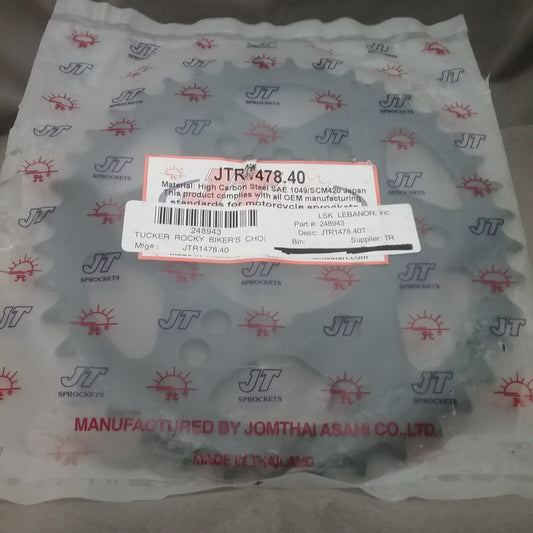 JT
SPROCKETS
JTR1478.40
Material: High Carbon Steel SAE 1049/SCM420 Japan
This product complies with all OEM manufacturing
standards for motorcycle sprockets
248943
TUCKER ROCKY BIKER'S CHOI
Mfg#: JTR1478.40
LSK LEBANON, Inc.
Part #: 248943
Desc: JTR1478.40T
Bin: Supplier: TR
MANUFACTURED BY JOMTHAI ASAHI CO.,LTD.
MADE IN THAILAND